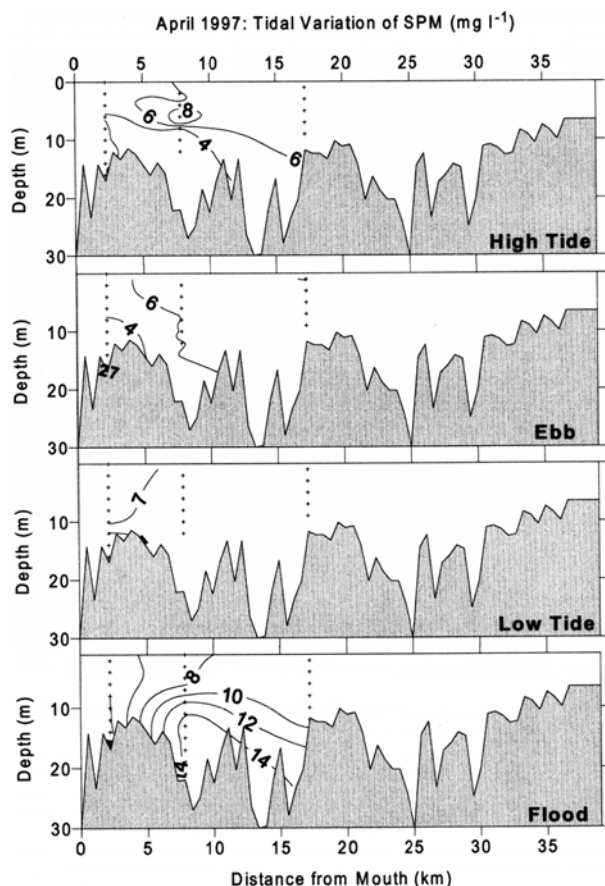 April 1997: Tidal Variation of SPM (mg l⁻¹)
0 5 10 15 20 25 30 35
0
10
20
30
Depth (m)
6
8
4
6
High Tide
10
20
30
Depth (m)
6
4
27
Ebb
10
20
30
Depth (m)
7
Low Tide
10
20
30
Depth (m)
8
10
12
14
14
Flood
0 5 10 15 20 25 30 35
Distance from Mouth (km)